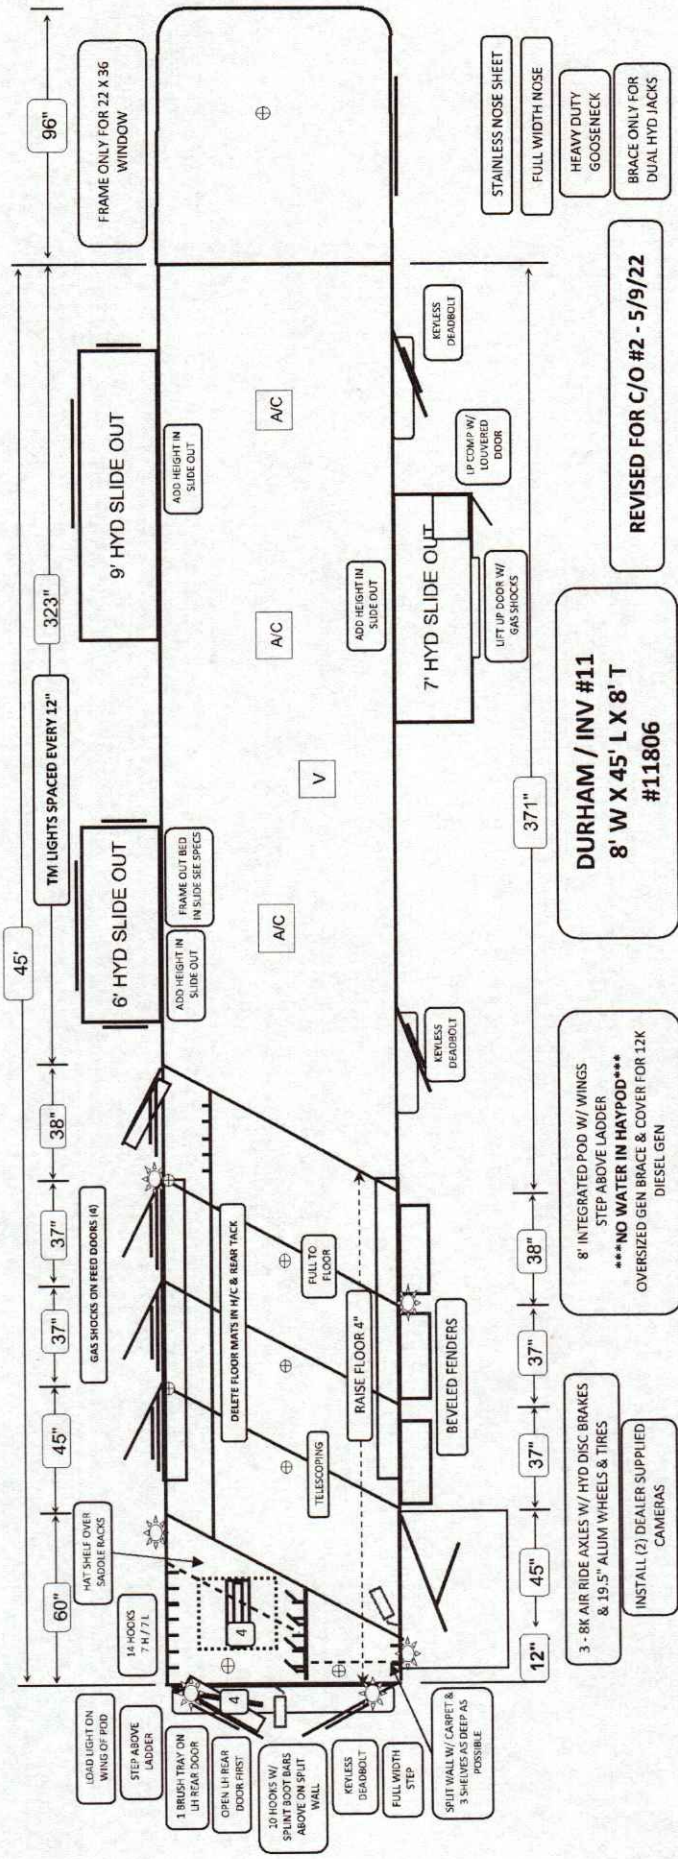 45'
96"
323"
38"
37"
37"
45"
60"
FRAME ONLY FOR 22 X 36
WINDOW
TM LIGHTS SPACED EVERY 12"
GAS SHOCKS ON FEED DOORS (4)
HAT SHELF OVER
SADDLE RACKS
14 HOOKS
7 H / 7 L
LOAD LIGHT ON
WING OF POD
STEP ABOVE
LADDER
1 BRUSH TRAY ON
LH REAR DOOR
OPEN LH REAR
DOOR FIRST
10 HOOKS W/
SPLINT BOOT BARS
ABOVE ON SPLIT
WALL
KEYLESS
DEADBOLT
FULL WIDTH
STEP
SPLIT WALL W/ CARPET &
3 SHELVES AS DEEP AS
POSSIBLE
4
4
DELETE FLOOR MATS IN H/C & REAR TACK
TELESCOPING
FULL TO
FLOOR
RAISE FLOOR 4"
6' HYD SLIDE OUT
ADD HEIGHT IN
SLIDE OUT
FRAME OUT BED
IN SLIDE SEE SPECS
9' HYD SLIDE OUT
ADD HEIGHT IN
SLIDE OUT
A/C
V
A/C
A/C
ADD HEIGHT IN
SLIDE OUT
7' HYD SLIDE OUT
LIFT UP DOOR W/
GAS SHOCKS
LP COMP W/
LOUVERED
DOOR
KEYLESS
DEADBOLT
KEYLESS
DEADBOLT
BEVELED FENDERS
12"
45"
37"
37"
38"
371"
3 - 8K AIR RIDE AXLES W/ HYD DISC BRAKES
& 19.5" ALUM WHEELS & TIRES
INSTALL (2) DEALER SUPPLIED
CAMERAS
8' INTEGRATED POD W/ WINGS
STEP ABOVE LADDER
***NO WATER IN HAYPOD***
OVERSIZED GEN BRACE & COVER FOR 12K
DIESEL GEN
DURHAM / INV #11
8' W X 45' L X 8' T
#11806
REVISED FOR C/O #2 - 5/9/22
STAINLESS NOSE SHEET
FULL WIDTH NOSE
HEAVY DUTY
GOOSENECK
BRACE ONLY FOR
DUAL HYD JACKS